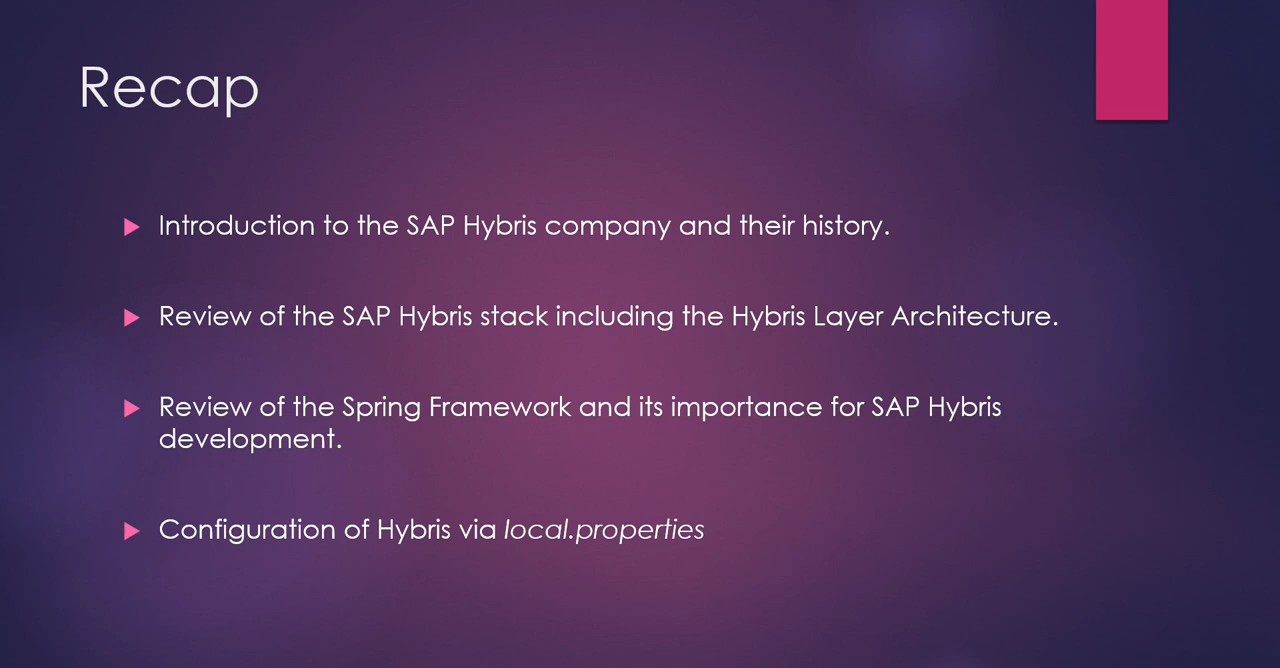 Recap
Introduction to the SAP Hybris company and their history.
Review of the SAP Hybris stack including the Hybris Layer Architecture.
Review of the Spring Framework and its importance for SAP Hybris
development.
Configuration of Hybris via local.properties